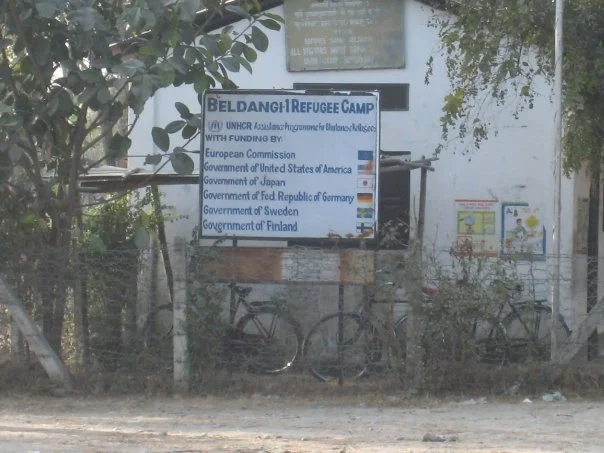 BELDANGI-1 REFUGEE CAMP
UNHCR Assistance Programme for Bhutanese Refugees
WITH FUNDING BY:
European Commission
Government of United States of America
Government of Japan
Government of Fed. Republic of Germany
Government of Sweden
Government of Finland